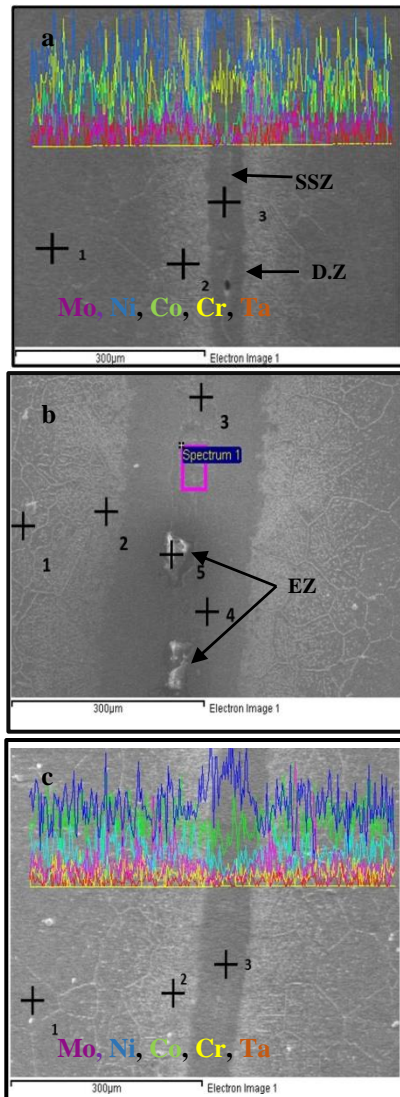 a
SSZ
3
1
2
D.Z
Mo, Ni, Co, Cr, Ta
300µm Electron Image 1
b
3
Spectrum 1
1
2
5
EZ
4
300µm Electron Image 1
c
3
2
1
Mo, Ni, Co, Cr, Ta
300µm Electron Image 1